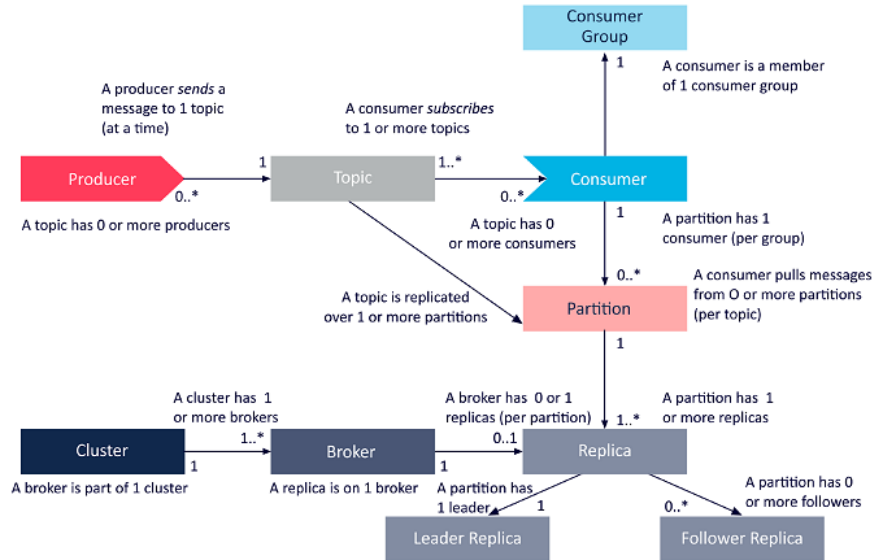 Consumer
Group
1
A consumer is a member
of 1 consumer group
A producer sends a
message to 1 topic
(at a time)
A consumer subscribes
to 1 or more topics
Producer
0..*
1
Topic
1..*
0..*
Consumer
A topic has 0 or more producers
A topic has 0
or more consumers
1
A partition has 1
consumer (per group)
0..*
A consumer pulls messages
from O or more partitions
(per topic)
A topic is replicated
over 1 or more partitions
Partition
1
A cluster has 1
or more brokers
A broker has 0 or 1
replicas (per partition)
A partition has 1
or more replicas
1..*
Cluster
1
1..*
Broker
1
0..1
Replica
A broker is part of 1 cluster
A replica is on 1 broker
A partition has
1 leader
1
0..*
A partition has 0
or more followers
Leader Replica
Follower Replica